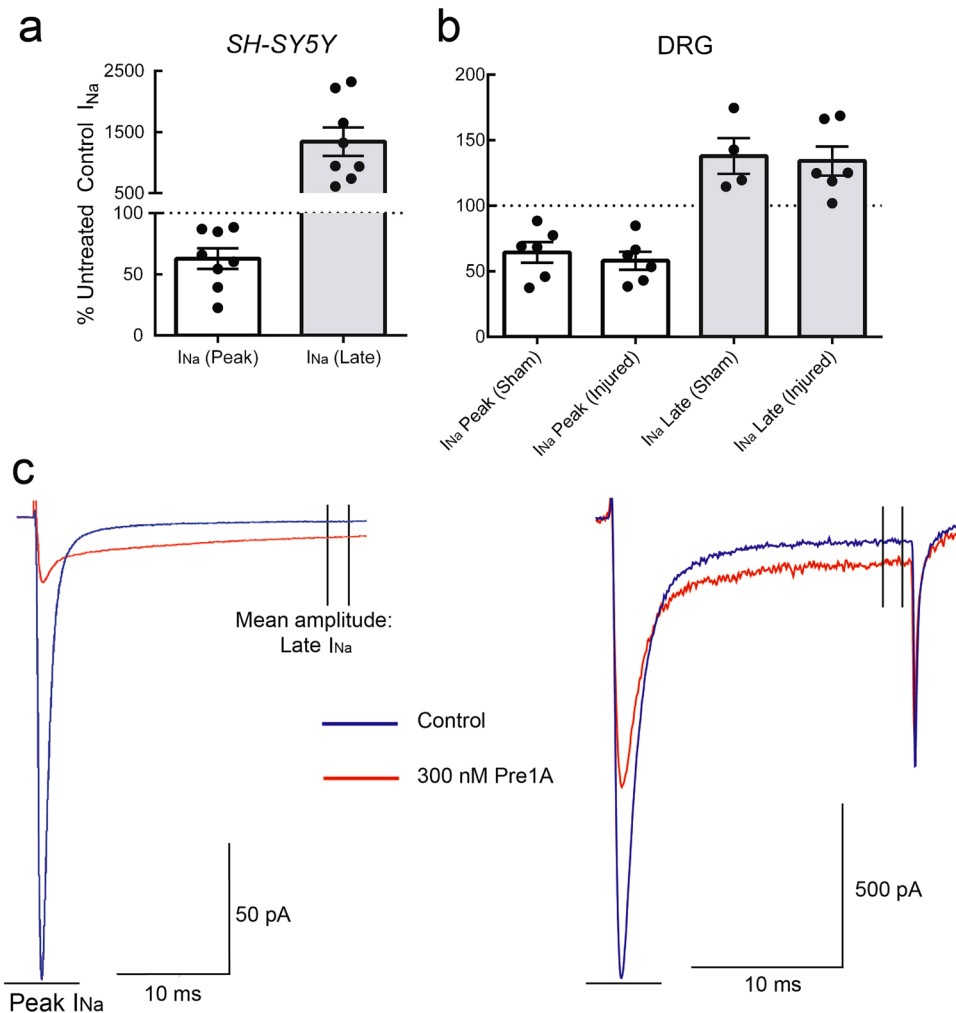 a
SH-SY5Y
% Untreated Control INa
2500
1500
500
100
50
0
INa (Peak)
INa (Late)
b
DRG
200
150
100
50
0
INa Peak (Sham)
INa Peak (Injured)
INa Late (Sham)
INa Late (Injured)
c
Mean amplitude:
Late INa
Control
300 nM Pre1A
50 pA
10 ms
Peak INa
500 pA
10 ms